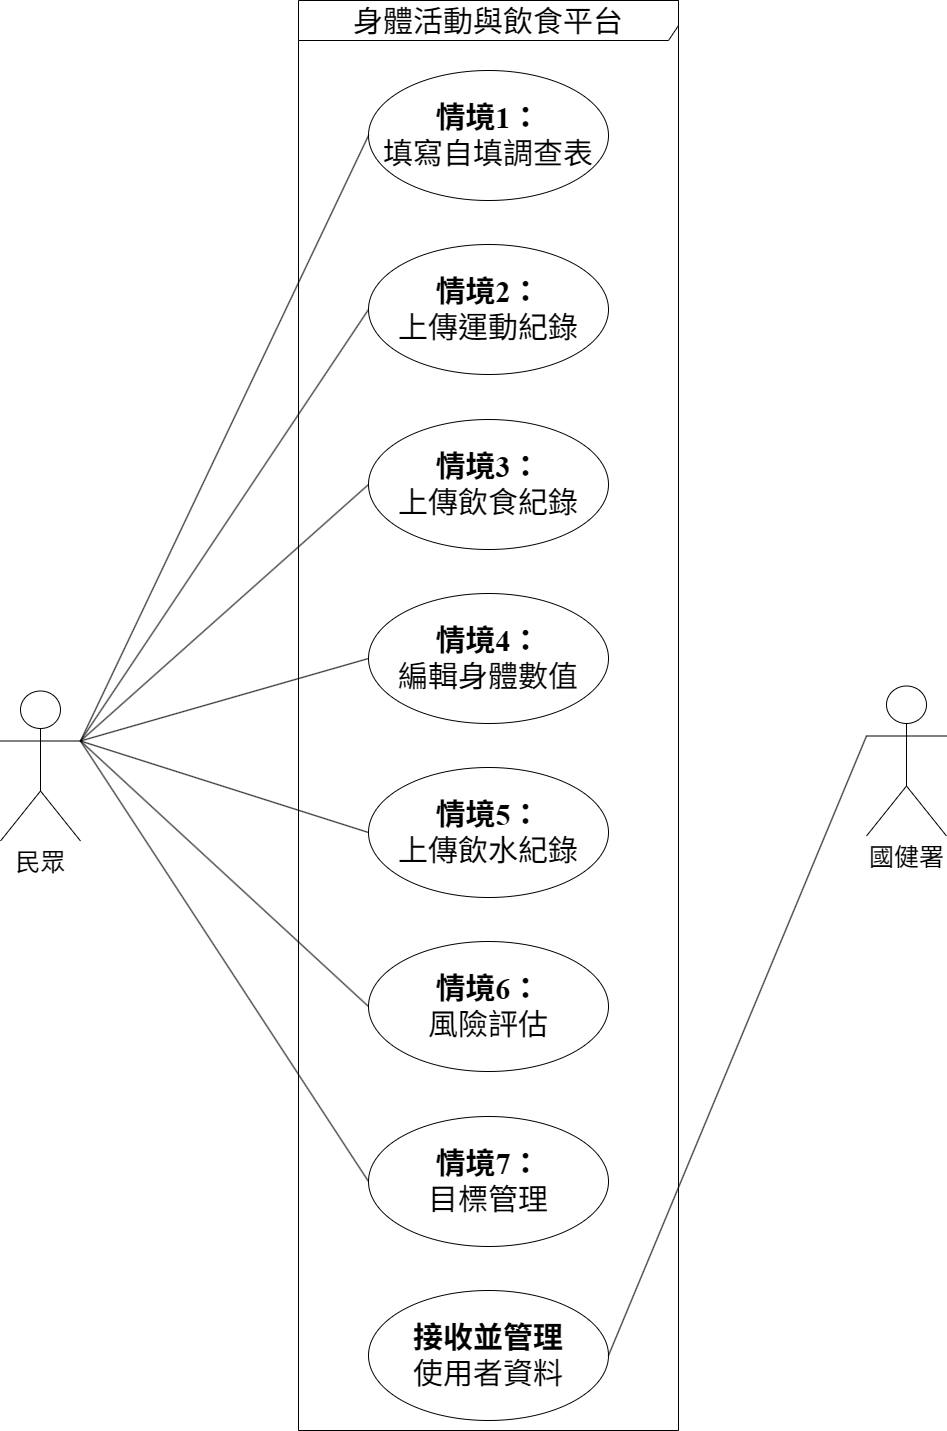 身體活動與飲食平台
情境1：
填寫自填調查表
情境2：
上傳運動紀錄
情境3：
上傳飲食紀錄
情境4：
編輯身體數值
情境5：
上傳飲水紀錄
情境6：
風險評估
情境7：
目標管理
接收並管理
使用者資料
民眾
國健署